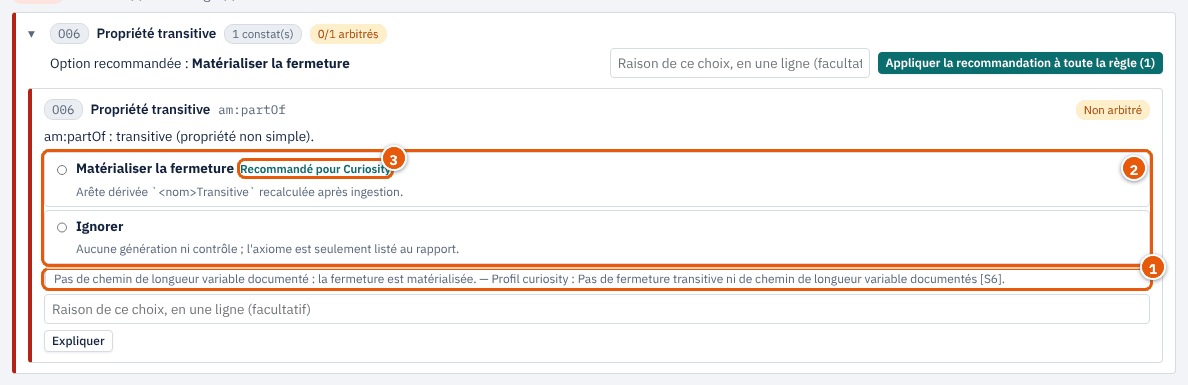 ▼ O06 Propriété transitive 1 constat(s) 0/1 arbitrés
Option recommandée : Matérialiser la fermeture Raison de ce choix, en une ligne (facultat Appliquer la recommandation à toute la règle (1)
O06 Propriété transitive am:partOf Non arbitré
am:partOf : transitive (propriété non simple).
Matérialiser la fermeture Recommandé pour Curiosity 3 2
Arête dérivée `<nom>Transitive` recalculée après ingestion.
Ignorer
Aucune génération ni contrôle ; l'axiome est seulement listé au rapport.
1
Pas de chemin de longueur variable documenté : la fermeture est matérialisée. — Profil curiosity : Pas de fermeture transitive ni de chemin de longueur variable documentés [S6].
Raison de ce choix, en une ligne (facultatif)
Expliquer